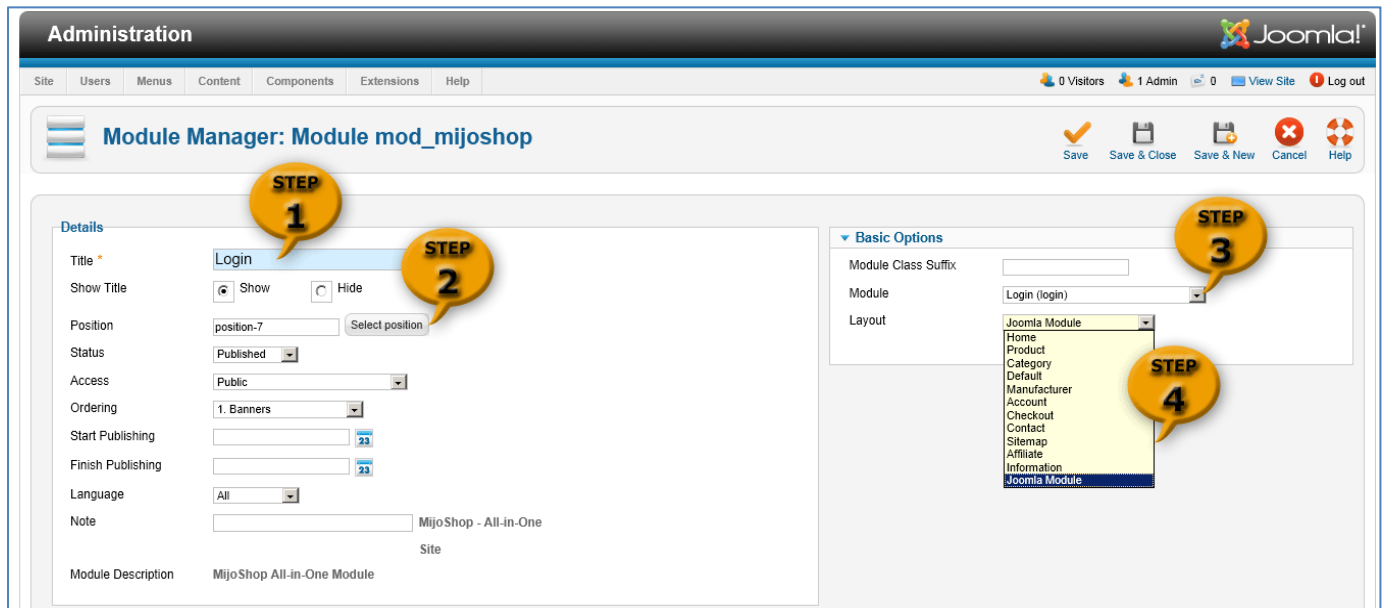 Administration
Joomla!
Site Users Menus Content Components Extensions Help
0 Visitors 1 Admin 0 View Site Log out
Module Manager: Module mod_mijoshop
Save Save & Close Save & New Cancel Help
STEP
1
STEP
2
STEP
3
STEP
4
Details
Title *
Login
Show Title
Show Hide
Position
position-7
Select position
Status
Published
Access
Public
Ordering
1. Banners
Start Publishing
23
Finish Publishing
23
Language
All
Note
MijoShop - All-in-One
Site
Module Description
MijoShop All-in-One Module
Basic Options
Module Class Suffix
Module
Login (login)
Layout
Joomla Module
Home
Product
Category
Default
Manufacturer
Account
Checkout
Contact
Sitemap
Affiliate
Information
Joomla Module